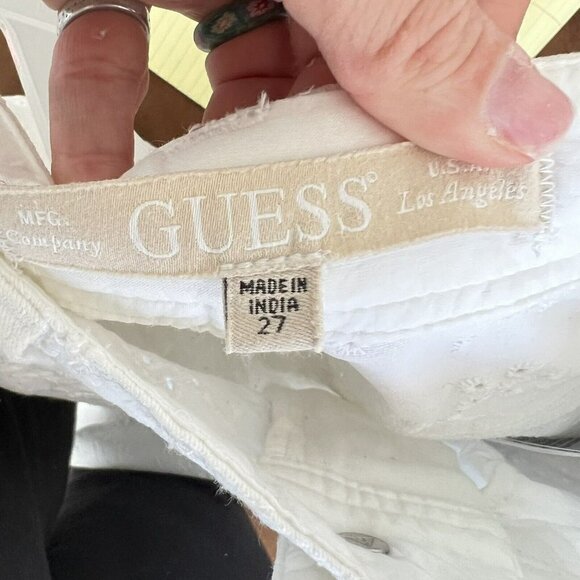 MFG.
Company
GUESS
U.S.A.
Los Angeles
MADE IN
INDIA
27